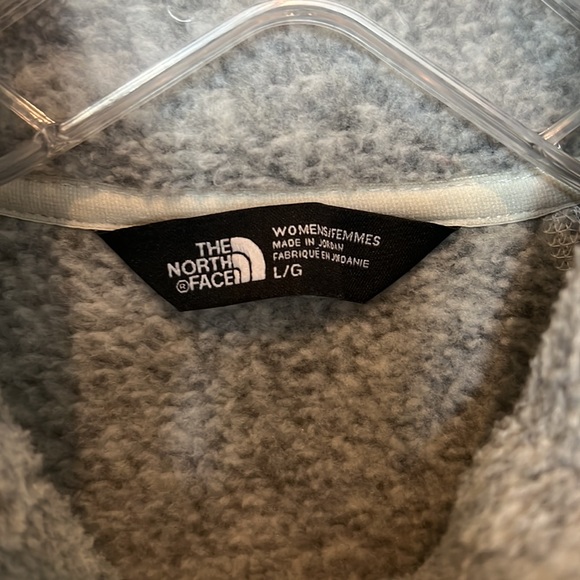 THE
NORTH
FACE
®
WOMENS/FEMMES
MADE IN JORDAN
FABRIQUÉ EN JORDANIE
L/G